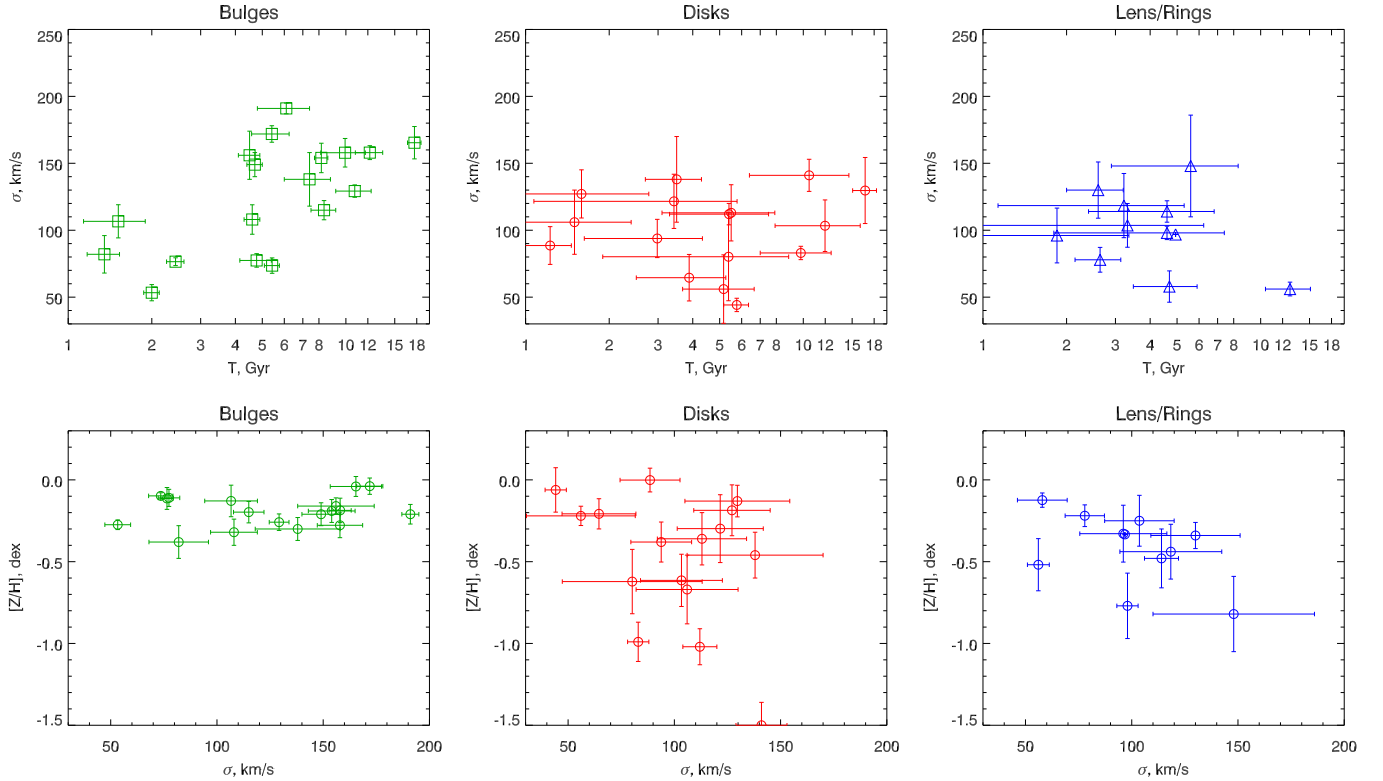 Bulges Disks Lens/Rings
250 250 250
200 200 200
150 150 150
100 100 100
50 50 50
σ, km/s σ, km/s σ, km/s
1 2 3 4 5 6 7 8 10 12 15 18 1 2 3 4 5 6 7 8 10 12 15 18 1 2 3 4 5 6 7 8 10 12 15 18
T, Gyr T, Gyr T, Gyr
Bulges Disks Lens/Rings
0.0 0.0 0.0
-0.5 -0.5 -0.5
-1.0 -1.0 -1.0
-1.5 -1.5 -1.5
[Z/H], dex [Z/H], dex [Z/H], dex
50 100 150 200 50 100 150 200 50 100 150 200
σ, km/s σ, km/s σ, km/s